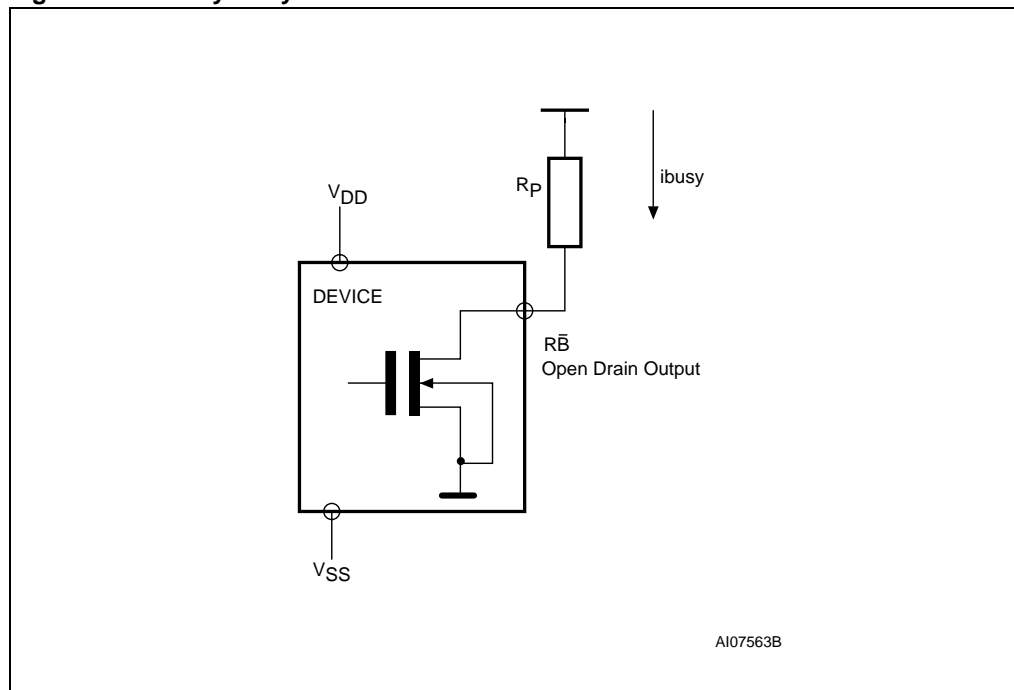 RP
ibusy
VDD
DEVICE
RB̄
Open Drain Output
VSS
AI07563B